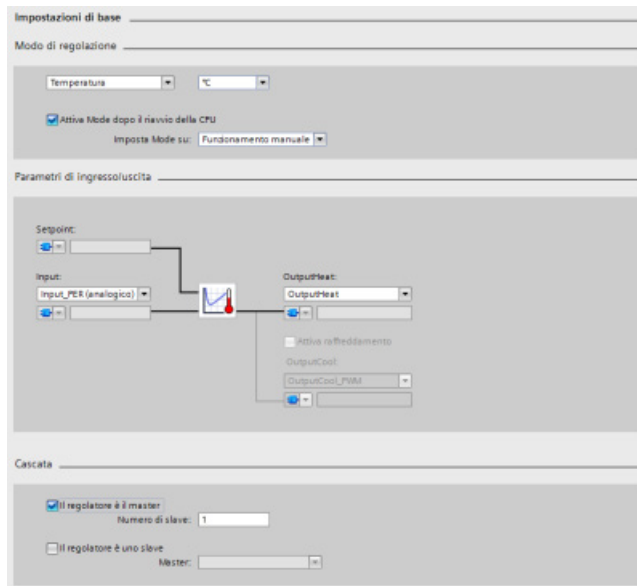 Impostazioni di base
Modo di regolazione
Temperatura °C
Attiva Mode dopo il riavvio della CPU
Imposta Mode su: Funzionamento manuale
Parametri di ingresso/uscita
Setpoint:
Input: OutputHeat:
Input_PER (analogico) OutputHeat
Attiva raffreddamento
OutputCool:
OutputCool_PWM
Cascata
Il regolatore è il master
Numero di slave: 1
Il regolatore è uno slave
Master: